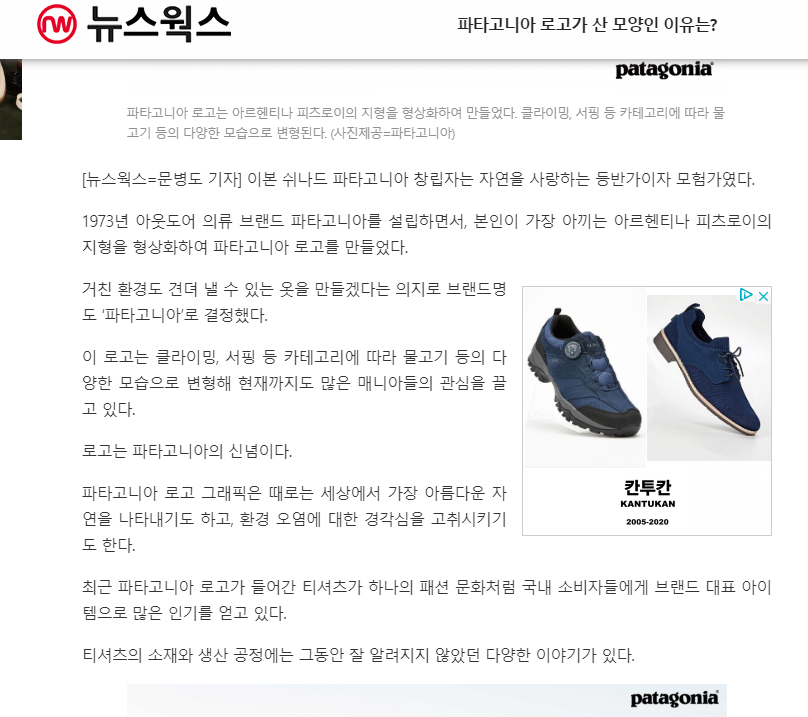 뉴스웍스
파타고니아 로고가 산 모양인 이유는?
patagonia®
파타고니아 로고는 아르헨티나 피츠로이의 지형을 형상화하여 만들었다. 클라이밍, 서핑 등 카테고리에 따라 물
고기 등의 다양한 모습으로 변형된다. (사진제공=파타고니아)
[뉴스웍스=문병도 기자] 이본 쉬나드 파타고니아 창립자는 자연을 사랑하는 등반가이자 모험가였다.
1973년 아웃도어 의류 브랜드 파타고니아를 설립하면서, 본인이 가장 아끼는 아르헨티나 피츠로이의
지형을 형상화하여 파타고니아 로고를 만들었다.
거친 환경도 견뎌 낼 수 있는 옷을 만들겠다는 의지로 브랜드명
도 ‘파타고니아’로 결정했다.
이 로고는 클라이밍, 서핑 등 카테고리에 따라 물고기 등의 다
양한 모습으로 변형해 현재까지도 많은 매니아들의 관심을 끌
고 있다.
로고는 파타고니아의 신념이다.
파타고니아 로고 그래픽은 때로는 세상에서 가장 아름다운 자
연을 나타내기도 하고, 환경 오염에 대한 경각심을 고취시키기
도 한다.
칸투칸
KANTUKAN
2005-2020
최근 파타고니아 로고가 들어간 티셔츠가 하나의 패션 문화처럼 국내 소비자들에게 브랜드 대표 아이
템으로 많은 인기를 얻고 있다.
티셔츠의 소재와 생산 공정에는 그동안 잘 알려지지 않았던 다양한 이야기가 있다.
patagonia®